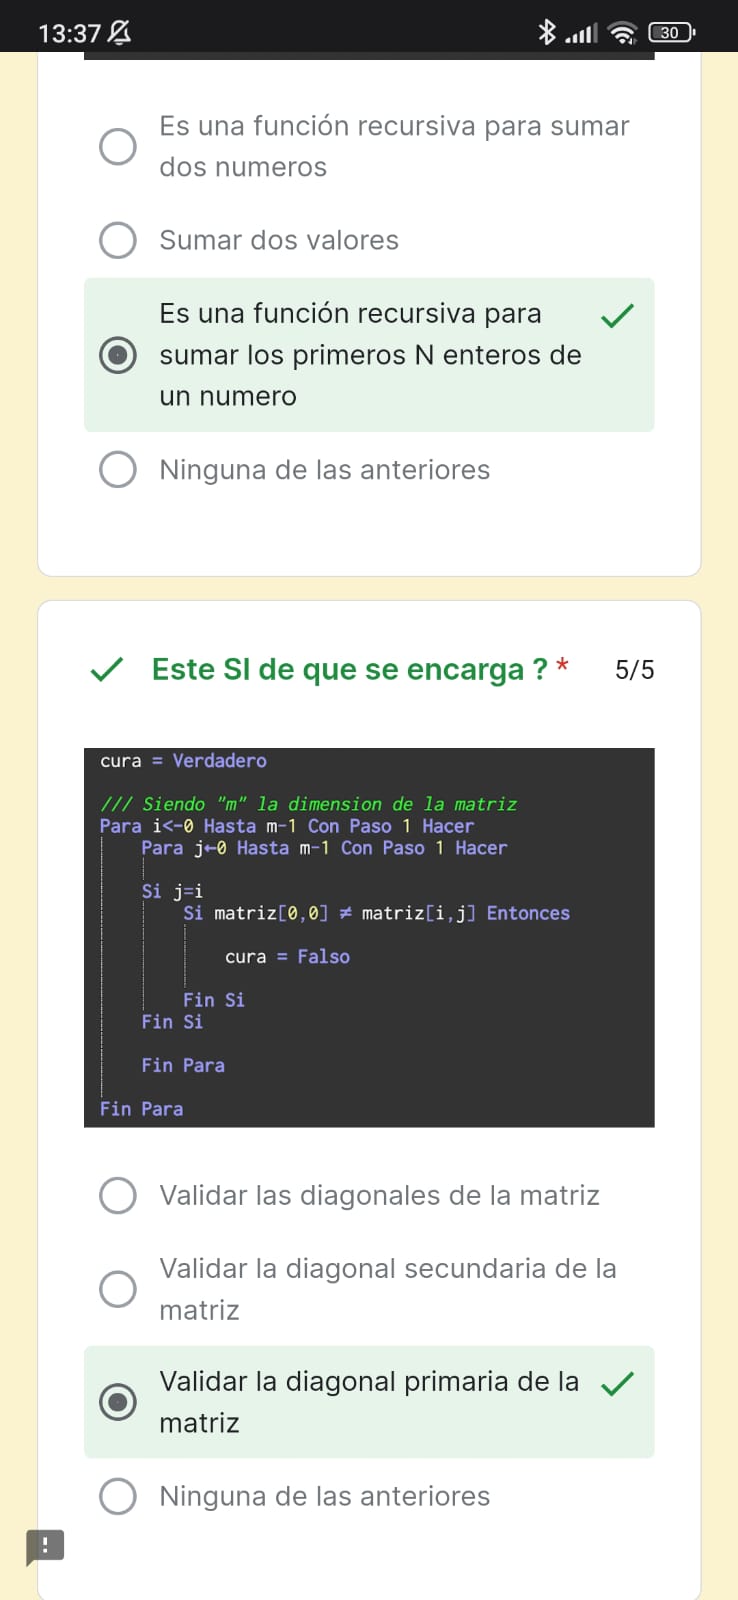 13:37
30
Es una función recursiva para sumar
dos numeros
Sumar dos valores
Es una función recursiva para
sumar los primeros N enteros de
un numero
Ninguna de las anteriores
Este SI de que se encarga ? * 5/5
cura = Verdadero
/// Siendo "m" la dimension de la matriz
Para i<-0 Hasta m-1 Con Paso 1 Hacer
Para j←0 Hasta m-1 Con Paso 1 Hacer
Si j=i
Si matriz[0,0] ≠ matriz[i,j] Entonces
cura = Falso
Fin Si
Fin Si
Fin Para
Fin Para
Validar las diagonales de la matriz
Validar la diagonal secundaria de la
matriz
Validar la diagonal primaria de la
matriz
Ninguna de las anteriores